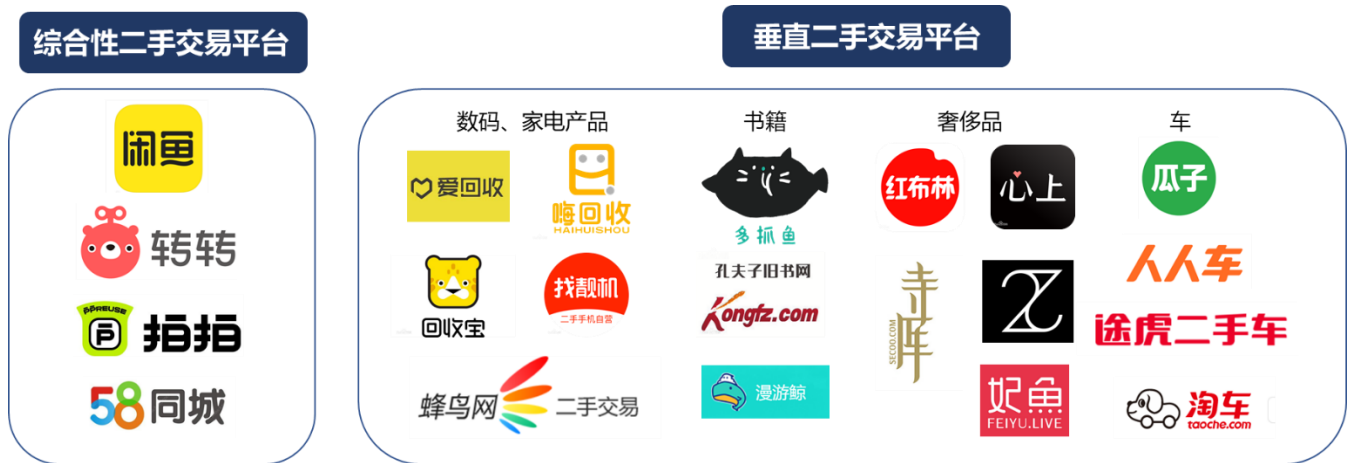 综合性二手交易平台
垂直二手交易平台
闲鱼
转转
PPREUSE
拍拍
58同城
数码、家电产品
书籍
奢侈品
车
爱回收
嗨回收
HAIHUISHOU
回收宝
找靓机
二手手机自营
蜂鸟网
二手交易
多抓鱼
孔夫子旧书网
Kongfz.com
漫游鲸
红布林
心上
寺库
SECOO.COM
妃鱼
FEIYU.LIVE
瓜子
人人车
途虎二手车
淘车
taoche.com